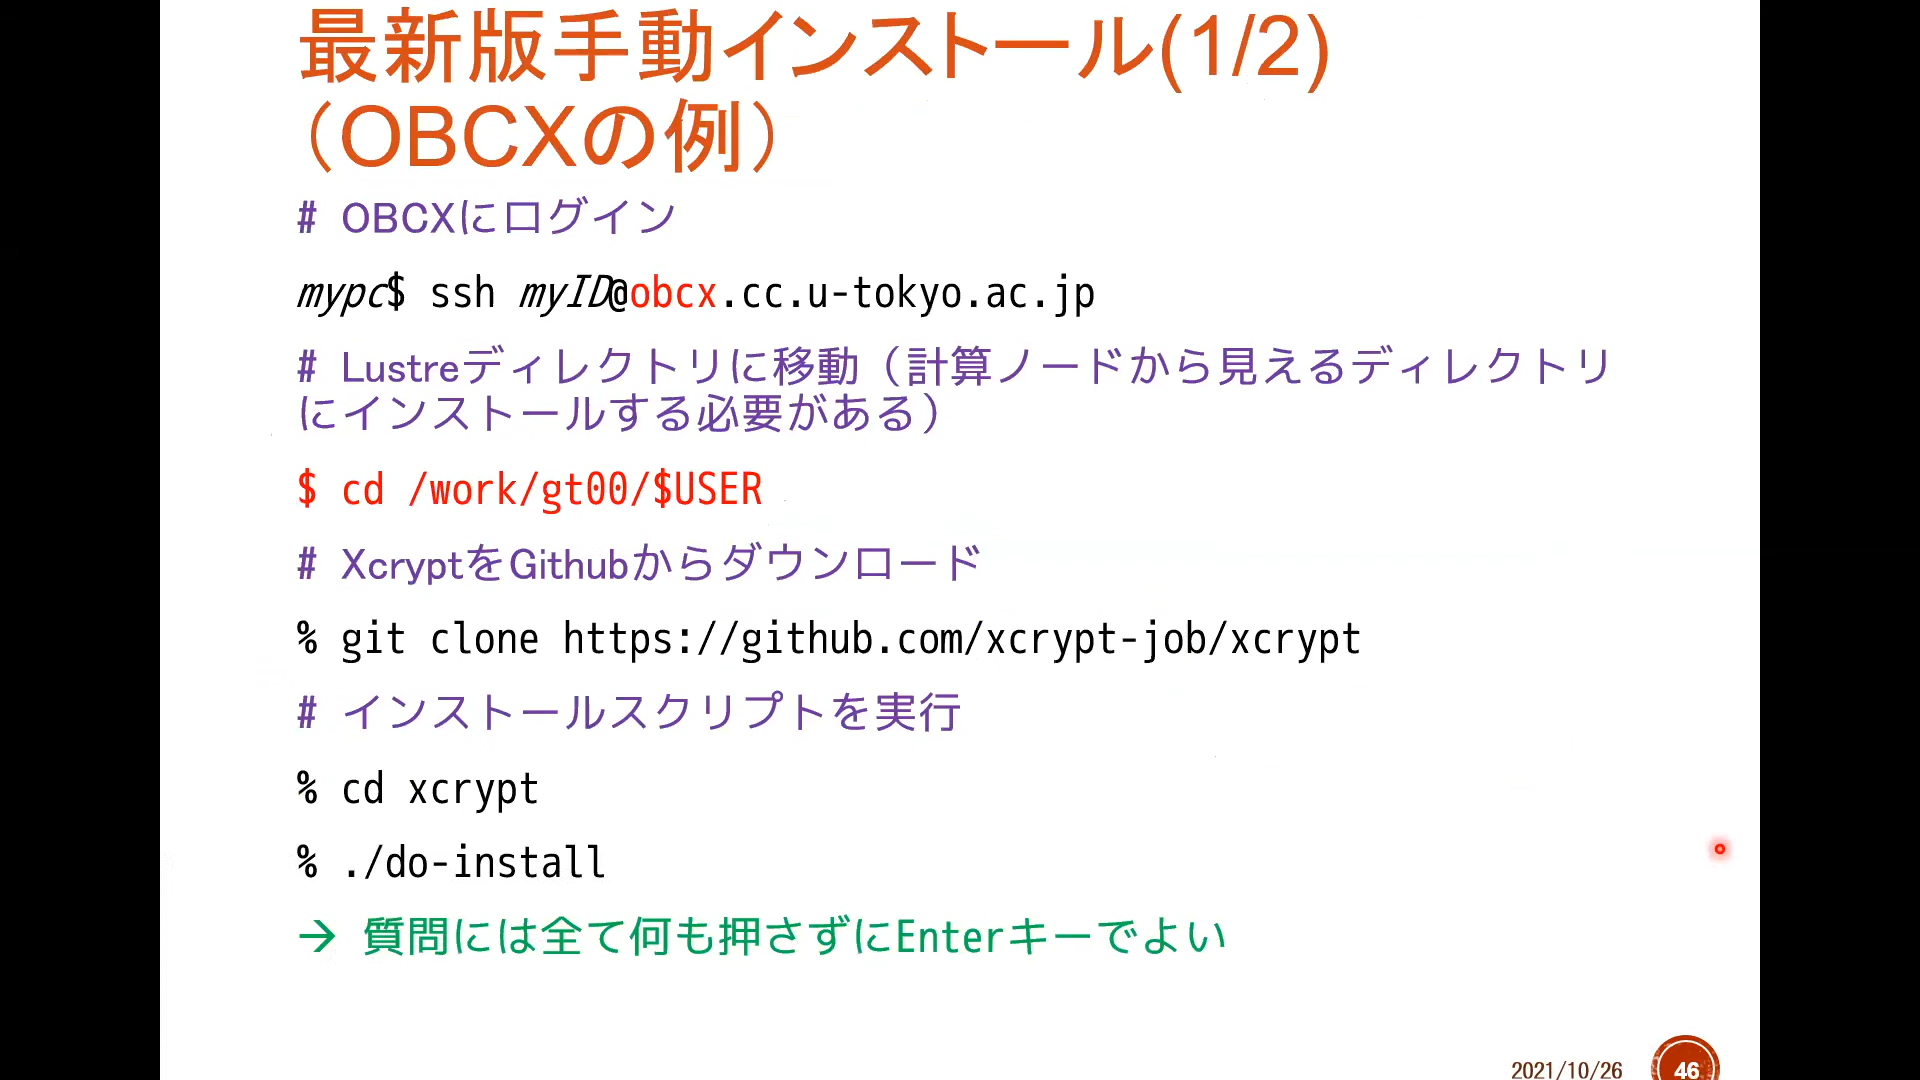 最新版手動インストール(1/2)
（OBCXの例）
# OBCXにログイン
mypc$ ssh myID@obcx.cc.u-tokyo.ac.jp
# Lustreディレクトリに移動（計算ノードから見えるディレクトリ
にインストールする必要がある）
$ cd /work/gt00/$USER
# XcryptをGithubからダウンロード
% git clone https://github.com/xcrypt-job/xcrypt
# インストールスクリプトを実行
% cd xcrypt
% ./do-install
→ 質問には全て何も押さずにEnterキーでよい
2021/10/26
46